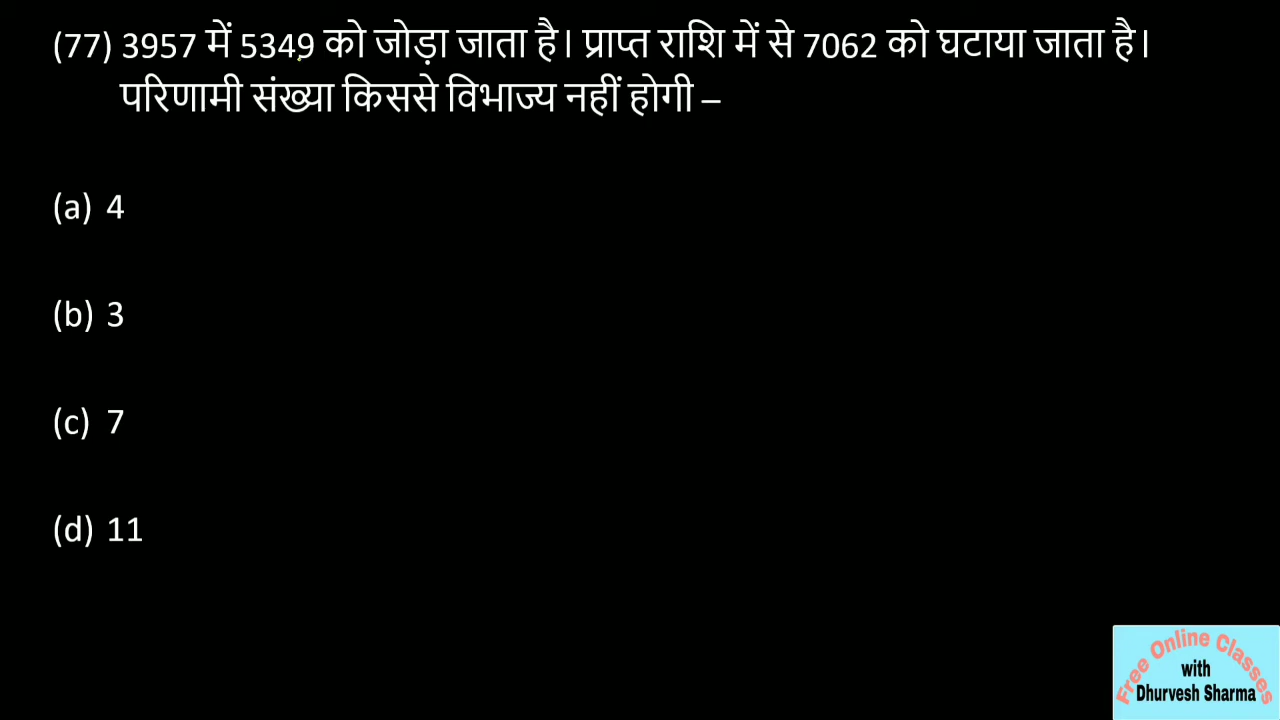 (77) 3957 में 5349 को जोड़ा जाता है। प्राप्त राशि में से 7062 को घटाया जाता है।
परिणामी संख्या किससे विभाज्य नहीं होगी –
(a) 4
(b) 3
(c) 7
(d) 11
Free Online Classes
with
Dhurvesh Sharma